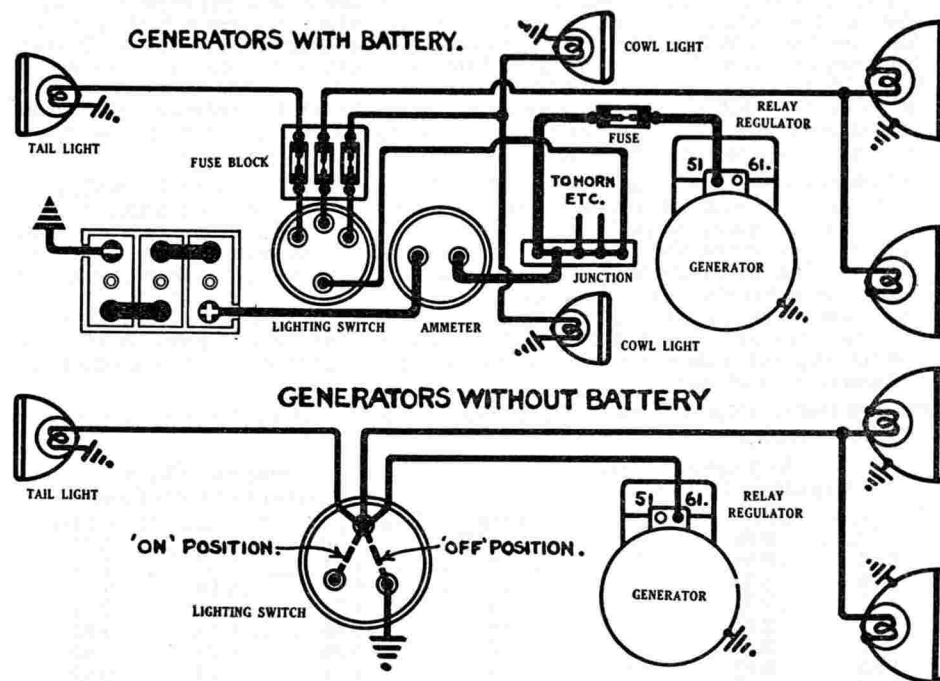 GENERATORS WITH BATTERY.
COWL LIGHT
TAIL LIGHT
FUSE BLOCK
FUSE
RELAY
REGULATOR
51
61.
TO HORN
ETC.
GENERATOR
JUNCTION
LIGHTING SWITCH
AMMETER
COWL LIGHT
GENERATORS WITHOUT BATTERY
TAIL LIGHT
51
61.
RELAY
REGULATOR
'ON' POSITION.
'OFF' POSITION.
LIGHTING SWITCH
GENERATOR